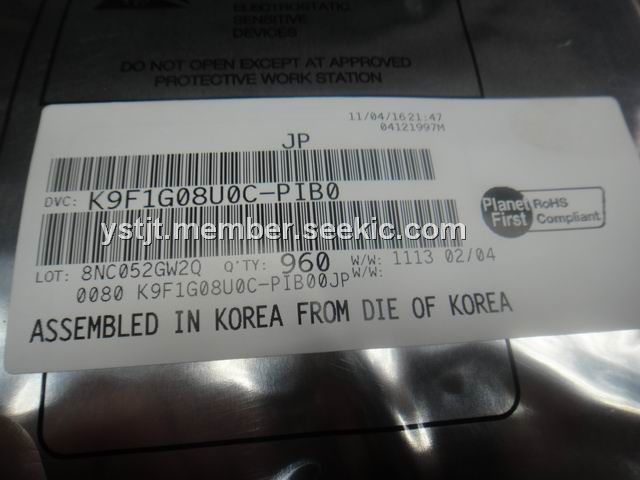 ELECTROSTATIC
SENSITIVE
DEVICES
DO NOT OPEN EXCEPT AT APPROVED
PROTECTIVE WORK STATION
11/04/16 21:47
04121997M
JP
DVC: K9F1G08U0C-PIB0
Planet First RoHS Compliant
ystjt.member.seekic.com
LOT: 8NC052GW2Q Q'TY: 960 W/W: 1113 02/04
0080 K9F1G08U0C-PIB00JP W/W:
ASSEMBLED IN KOREA FROM DIE OF KOREA